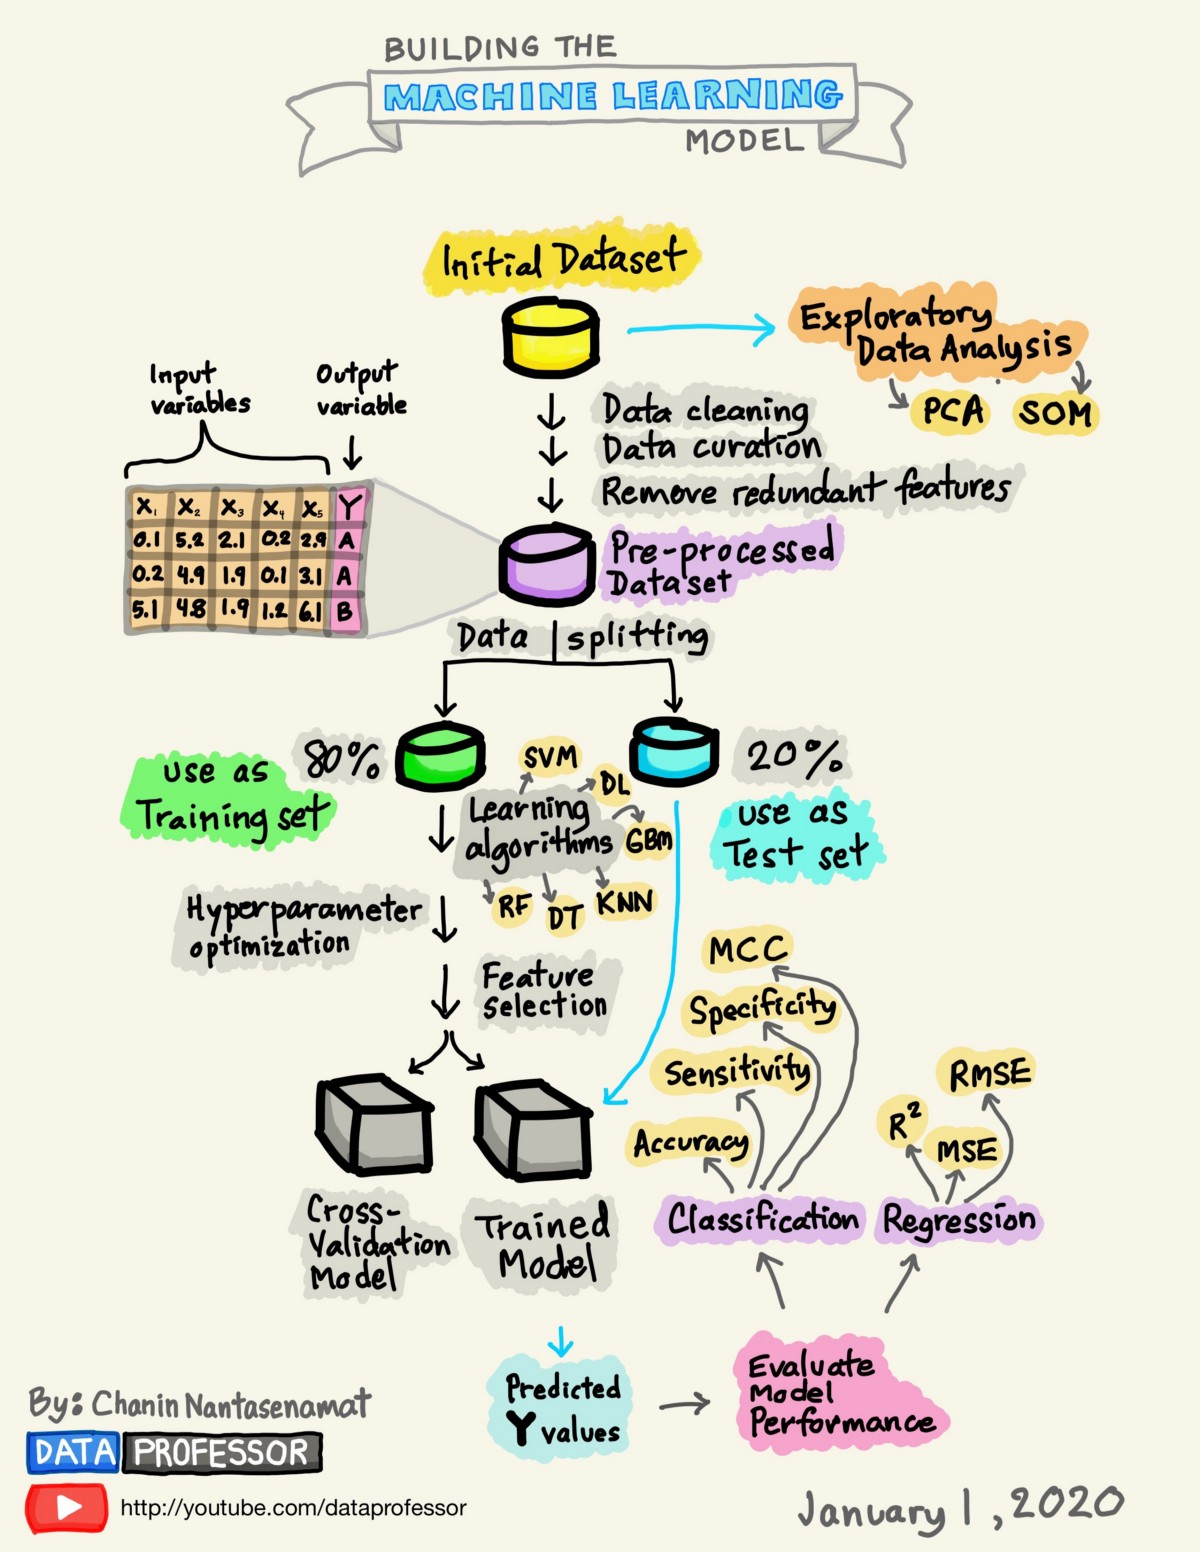 BUILDING THE
MACHINE LEARNING
MODEL
Initial Dataset
Exploratory
Data Analysis
PCA SOM
Input
variables
Output
variable
Data cleaning
Data curation
Remove redundant features
X₁ X₂ X₃ X₄ X₅ Y
0.1 5.2 2.1 0.2 2.9 A
0.2 4.9 1.9 0.1 3.1 A
5.1 4.8 1.9 1.2 6.1 B
Pre-processed
Dataset
Data splitting
80%
use as
Training set
20%
use as
Test set
Learning
algorithms
SVM
DL
GBM
KNN
DT
RF
Hyperparameter
optimization
Feature
selection
MCC
Specificity
Sensitivity
Accuracy
RMSE
R²
MSE
Cross-
Validation
Model
Trained
Model
Classification
Regression
Predicted
Y values
Evaluate
Model
Performance
By: Chanin Nantasenamat
DATA PROFESSOR
http://youtube.com/dataprofessor
January 1, 2020